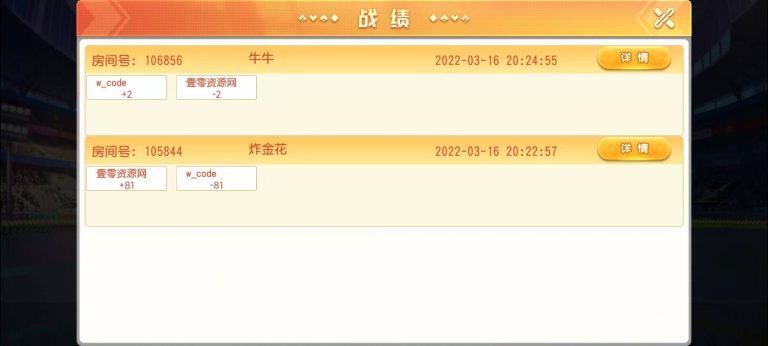 战绩
房间号：106856 牛牛 2022-03-16 20:24:55 详情
w_code 壹零资源网
+2 -2
房间号：105844 炸金花 2022-03-16 20:22:57 详情
壹零资源网 w_code
+81 -81